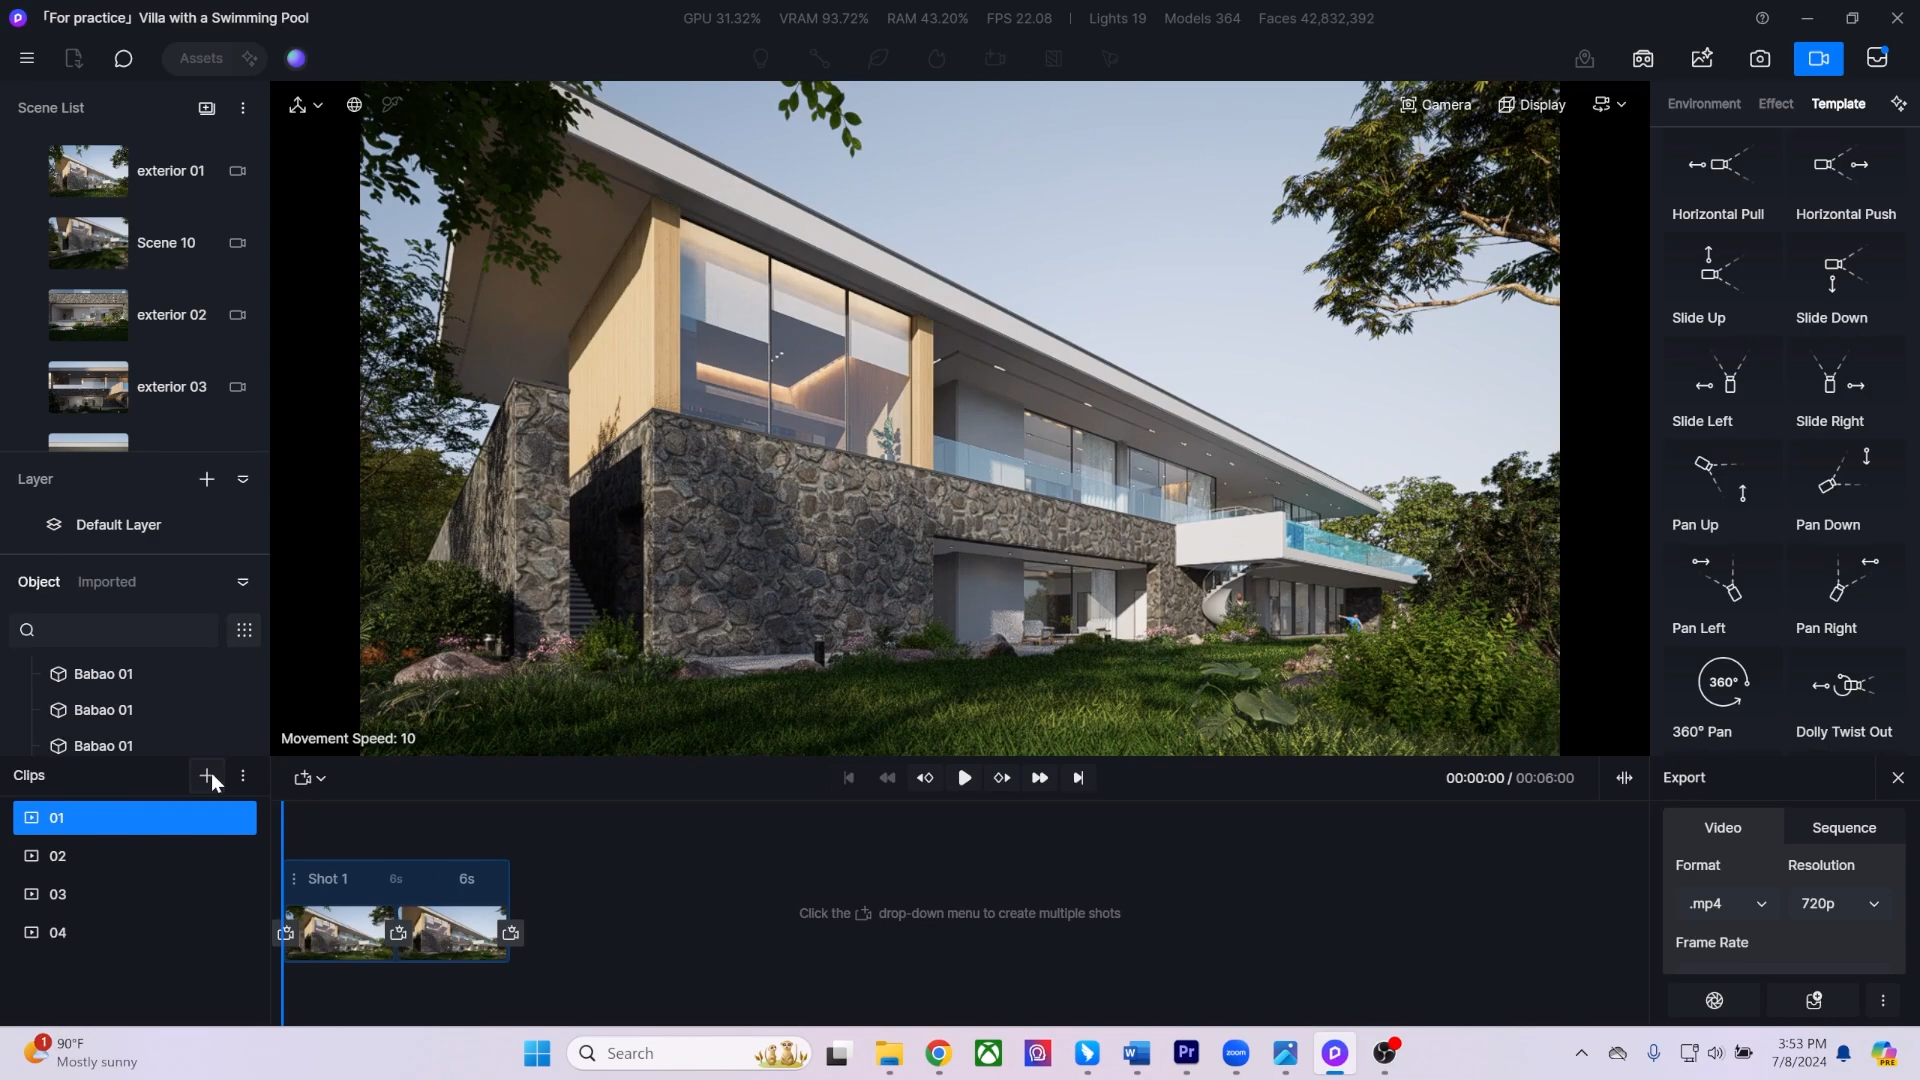 「For practice」Villa with a Swimming Pool
GPU 31.32% VRAM 93.72% RAM 43.20% FPS 22.08 | Lights 19 Models 364 Faces 42,832,392
Assets
Scene List
exterior 01
Scene 10
exterior 02
exterior 03
Layer
Default Layer
Object Imported
Babao 01
Babao 01
Babao 01
Camera Display
Movement Speed: 10
Environment Effect Template
Horizontal Pull Horizontal Push
Slide Up Slide Down
Slide Left Slide Right
Pan Up Pan Down
Pan Left Pan Right
360°
360° Pan Dolly Twist Out
Clips
01
02
03
04
00:00:00 / 00:06:00
Shot 1 6s 6s
Click the drop-down menu to create multiple shots
Export
Video Sequence
Format Resolution
.mp4 720p
Frame Rate
1
90°F
Mostly sunny
Search
zoom
3:53 PM
7/8/2024
PRE